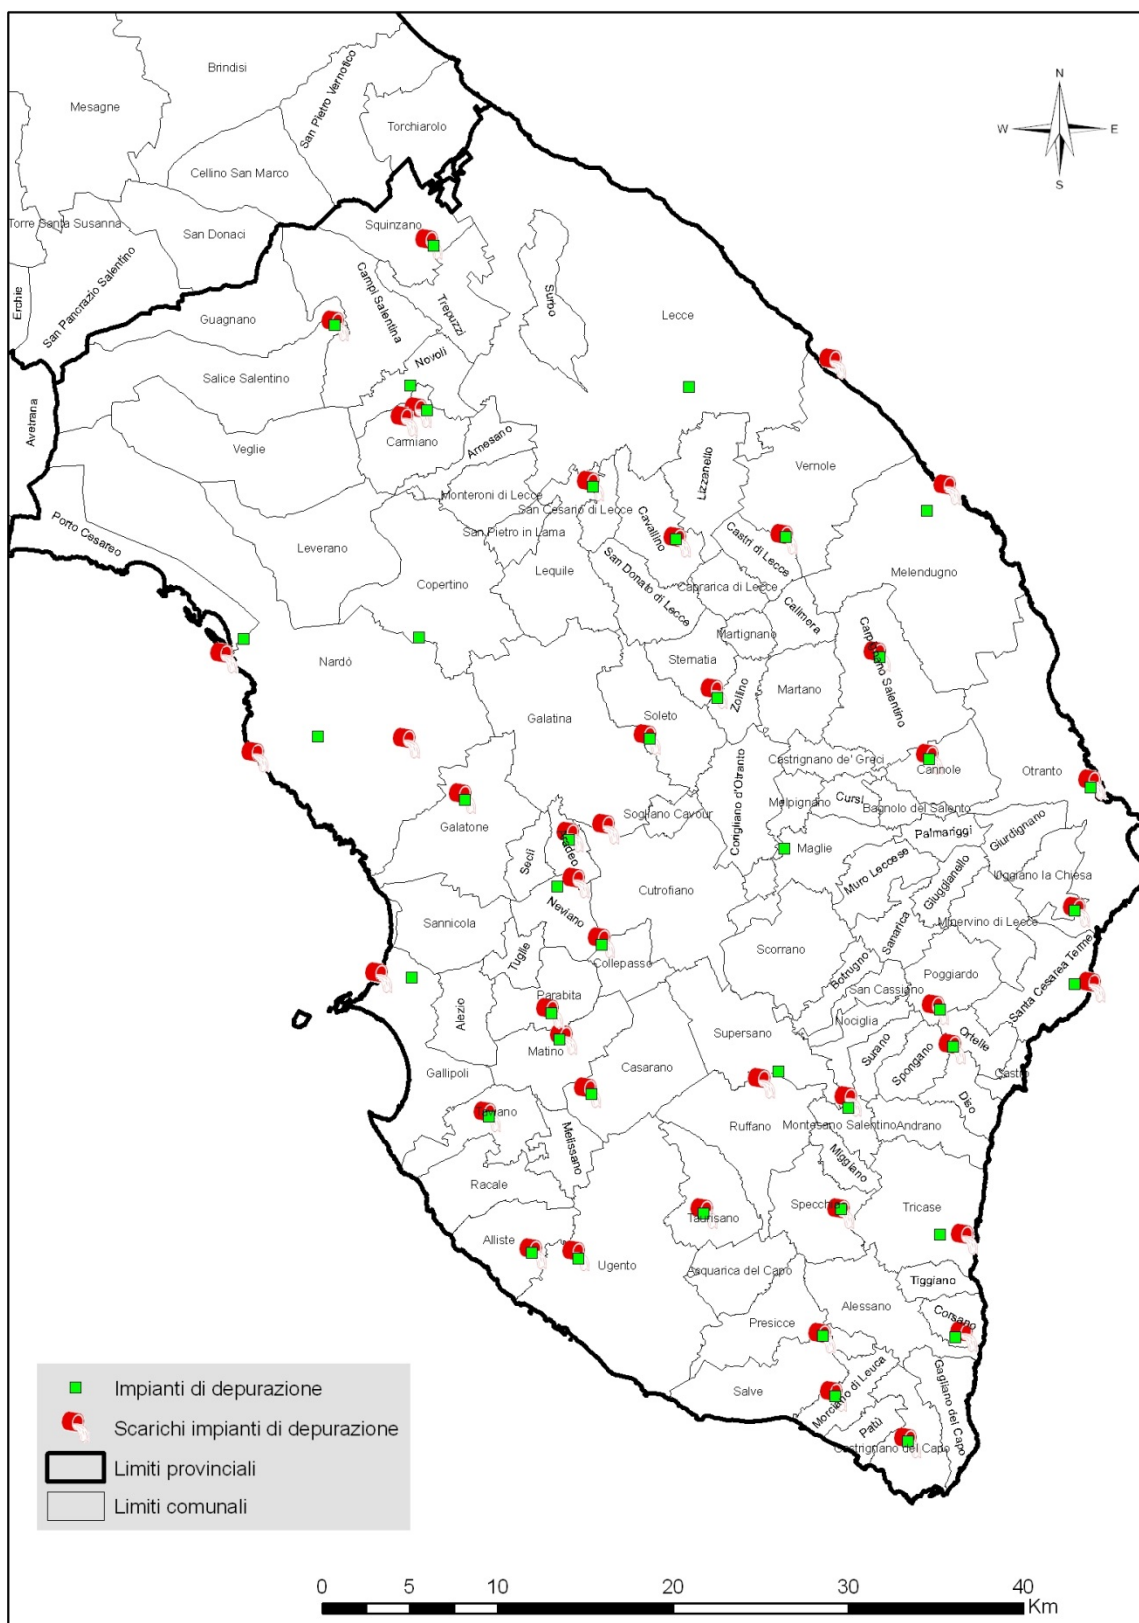 N
W E
S
Brindisi
Mesagne
San Pietro Vernotico
Torchiarolo
Cellino San Marco
Torre Santa Susanna
San Donaci
Squinzano
Erchie
San Pancrazio Salentino
Campi Salentina
Trepuzzi
Surbo
Lecce
Guagnano
Novoli
Salice Salentino
Avetrana
Veglie
Carmiano
Arnesano
Lizzanello
Vernole
Monteroni di Lecce
San Cesario di Lecce
Porto Cesareo
San Pietro in Lama
Cavallino
Castri di Lecce
Leverano
Lequile
San Donato di Lecce
Copertino
Caprarica di Lecce
Melendugno
Calimera
Martignano
Nardò
Sternatia
Zollino
Martano
Carpignano Salentino
Galatina
Soleto
Castrignano de' Greci
Cannole
Otranto
Corigliano d'Otranto
Melpignano
Cursi
Bagnolo del Salento
Sogliano Cavour
Galatone
Palmariggi
Giurdignano
Secli
Maglie
Muro Leccese
Giuggianello
Uggiano la Chiesa
Cutrofiano
Neviano
Sannicola
Sanarica
Minervino di Lecce
Tuglie
Scorrano
Botrugno
Collepasso
Poggiardo
Santa Cesarea Terme
San Cassiano
Parabita
Alezio
Nociglia
Supersano
Surano
Spongano
Ortelle
Matino
Castro
Gallipoli
Casarano
Diso
Taviano
Ruffano
Montesano Salentino
Andrano
Melissano
Miggiano
Racale
Specchia
Tricase
Taurisano
Alliste
Ugento
Acquarica del Capo
Tiggiano
Alessano
Corsano
Presicce
Salve
Morciano di Leuca
Gagliano del Capo
Patù
Castrignano del Capo
Impianti di depurazione
Scarichi impianti di depurazione
Limiti provinciali
Limiti comunali
0 5 10 20 30 40
Km